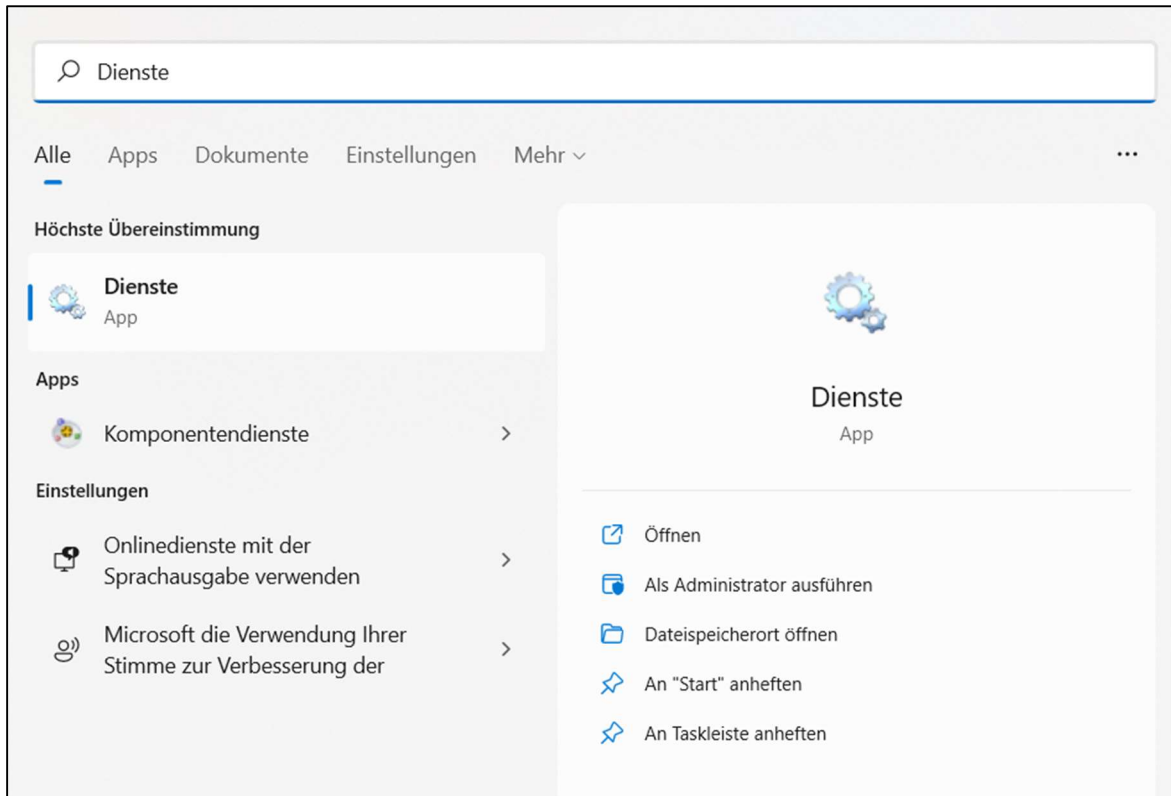 Dienste
Alle Apps Dokumente Einstellungen Mehr
Höchste Übereinstimmung
Dienste
App
Apps
Komponentendienste
Einstellungen
Onlinedienste mit der
Sprachausgabe verwenden
Microsoft die Verwendung Ihrer
Stimme zur Verbesserung der
Dienste
App
Öffnen
Als Administrator ausführen
Dateispeicherort öffnen
An "Start" anheften
An Taskleiste anheften